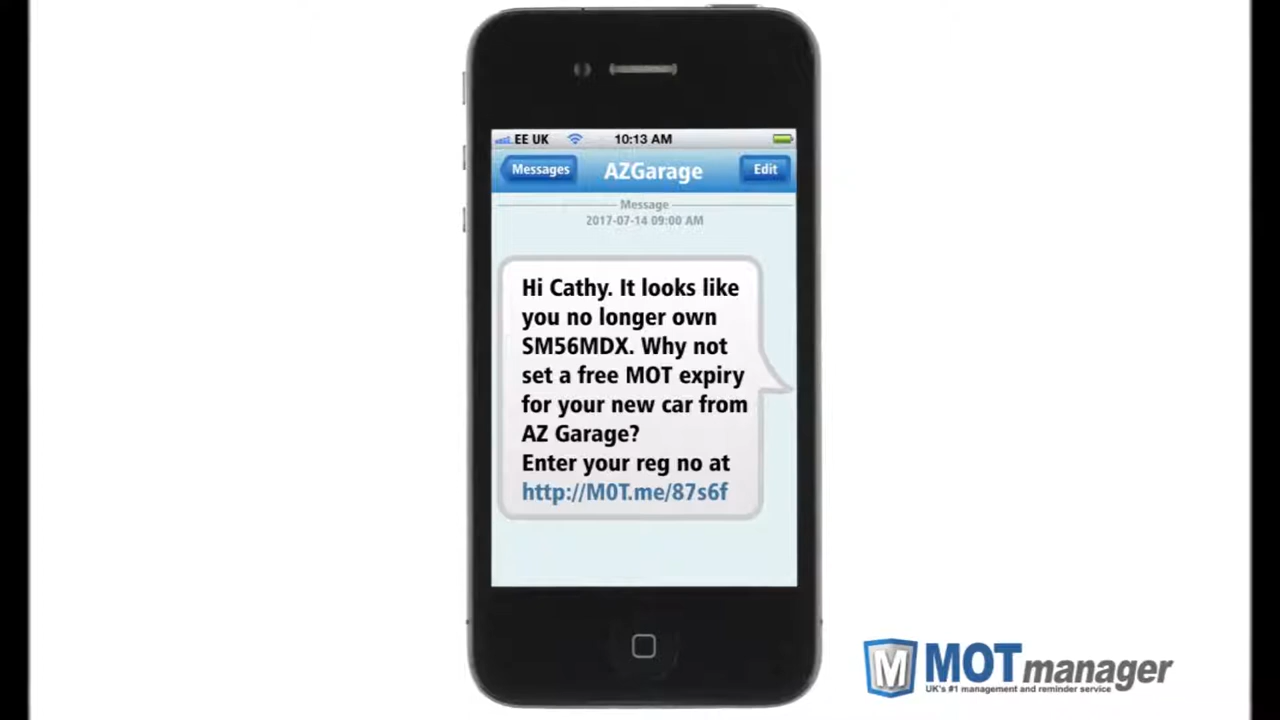 EE UK 10:13 AM
Messages AZGarage Edit
Message
2017-07-14 09:00 AM
Hi Cathy. It looks like
you no longer own
SM56MDX. Why not
set a free MOT expiry
for your new car from
AZ Garage?
Enter your reg no at
http://M0T.me/87s6f
M MOTmanager
UK's #1 management and reminder service